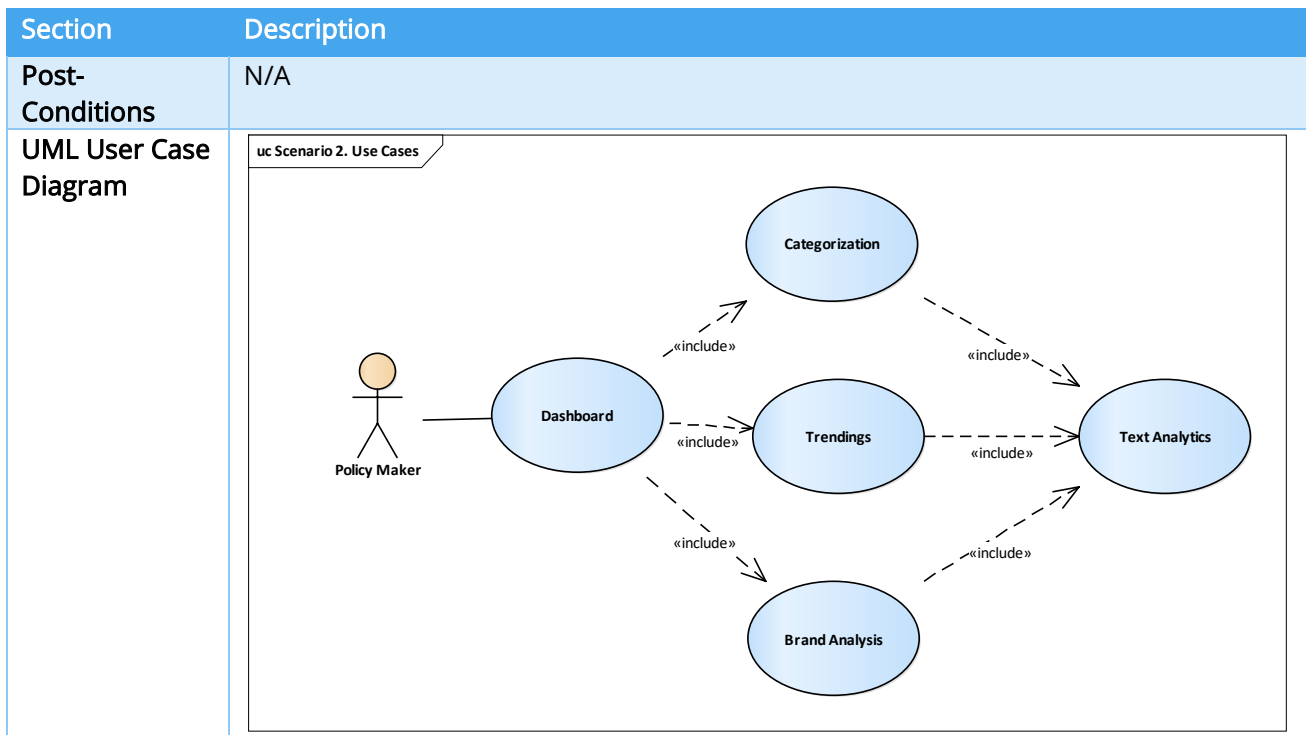 Section Description
Post-
Conditions
N/A
UML User Case
Diagram
uc Scenario 2. Use Cases
Categorization
«include»
«include»
Policy Maker
Dashboard
«include»
Trendings
«include»
Text Analytics
«include»
«include»
Brand Analysis